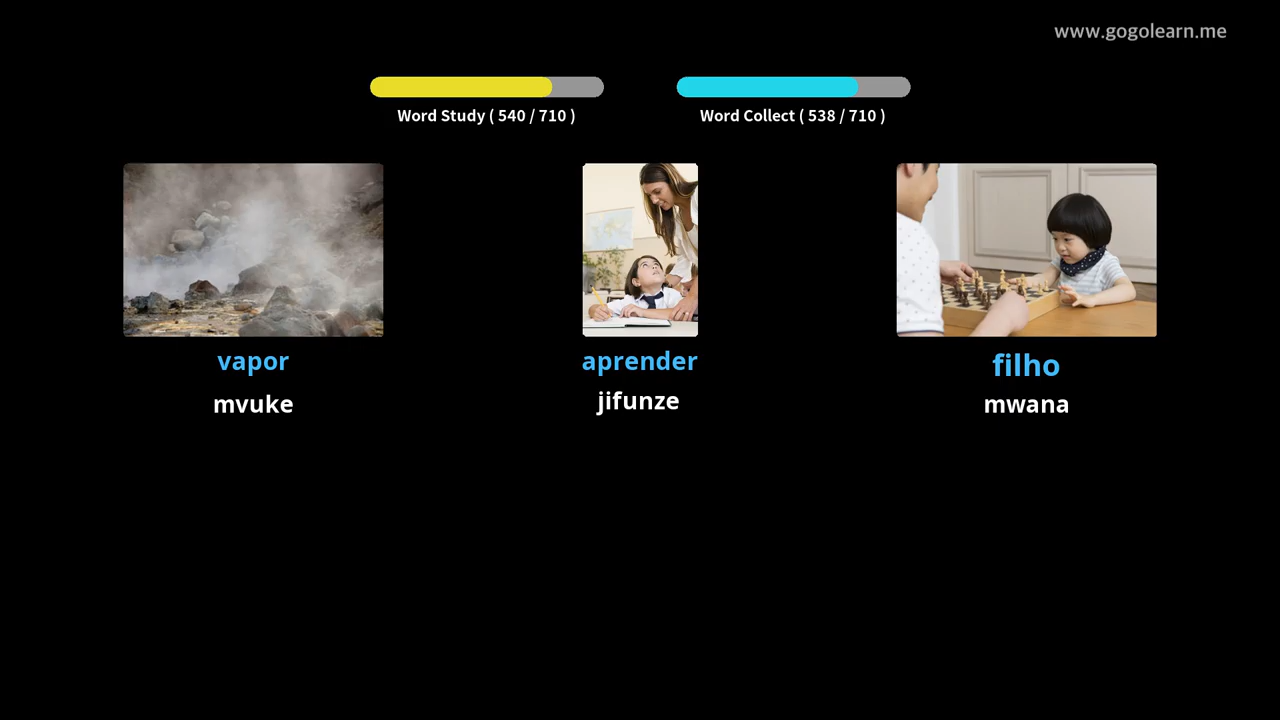 www.gogolearn.me
Word Study ( 540 / 710 )
Word Collect ( 538 / 710 )
vapor
mvuke
aprender
jifunze
filho
mwana